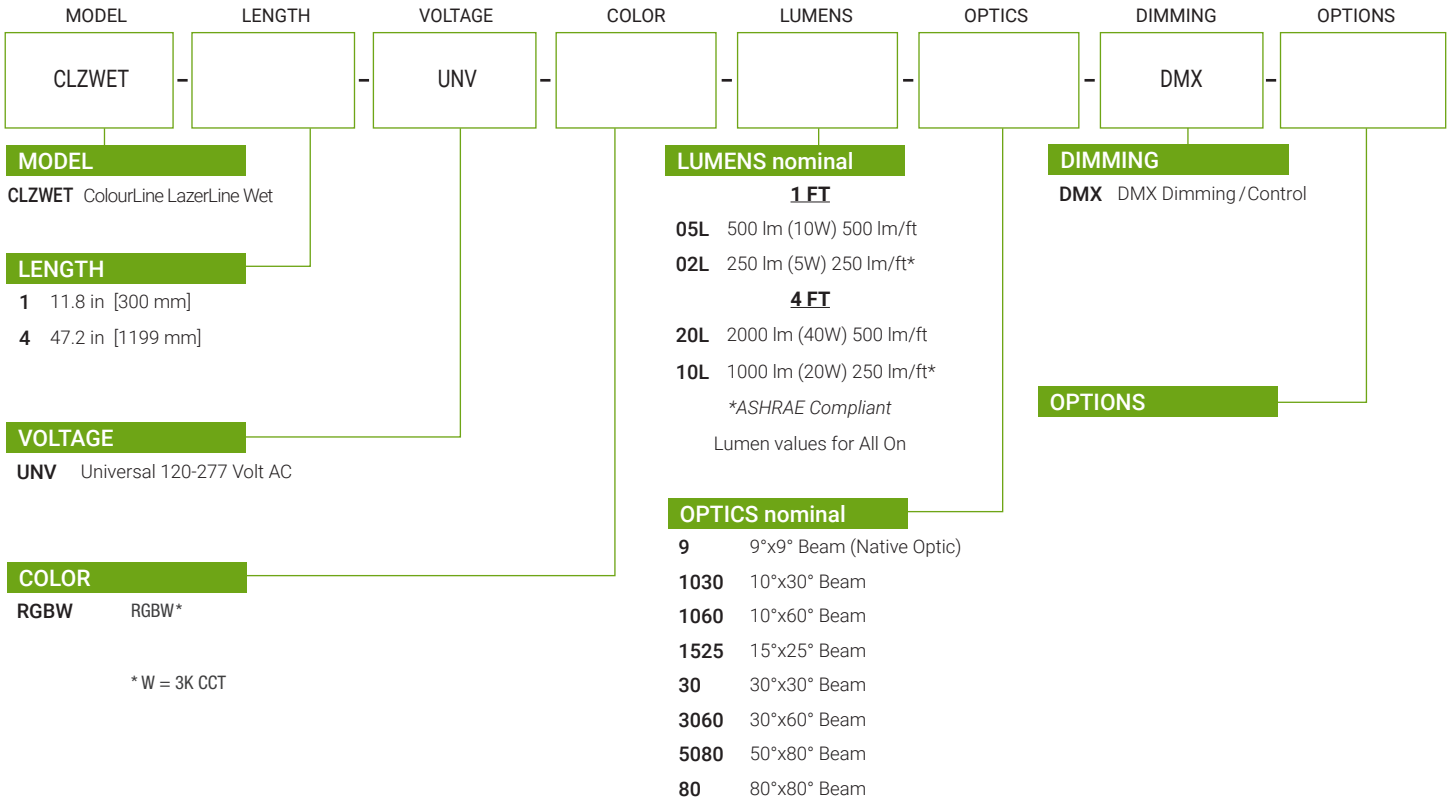 MODEL LENGTH VOLTAGE COLOR LUMENS OPTICS DIMMING OPTIONS
CLZWET – – UNV – – – – DMX –
MODEL
CLZWET ColourLine LazerLine Wet
LENGTH
1 11.8 in [300 mm]
4 47.2 in [1199 mm]
VOLTAGE
UNV Universal 120-277 Volt AC
COLOR
RGBW RGBW*
* W = 3K CCT
LUMENS nominal
1 FT
05L 500 lm (10W) 500 lm/ft
02L 250 lm (5W) 250 lm/ft*
4 FT
20L 2000 lm (40W) 500 lm/ft
10L 1000 lm (20W) 250 lm/ft*
*ASHRAE Compliant
Lumen values for All On
OPTICS nominal
9 9°x9° Beam (Native Optic)
1030 10°x30° Beam
1060 10°x60° Beam
1525 15°x25° Beam
30 30°x30° Beam
3060 30°x60° Beam
5080 50°x80° Beam
80 80°x80° Beam
DIMMING
DMX DMX Dimming/Control
OPTIONS